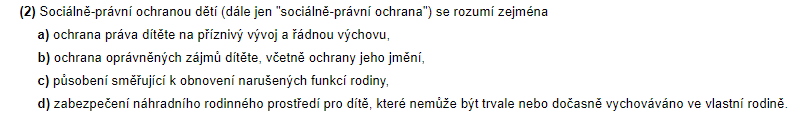 (2) Sociálně-právní ochranou dětí (dále jen "sociálně-právní ochrana") se rozumí zejména
a) ochrana práva dítěte na příznivý vývoj a řádnou výchovu,
b) ochrana oprávněných zájmů dítěte, včetně ochrany jeho jmění,
c) působení směřující k obnovení narušených funkcí rodiny,
d) zabezpečení náhradního rodinného prostředí pro dítě, které nemůže být trvale nebo dočasně vychováváno ve vlastní rodině.